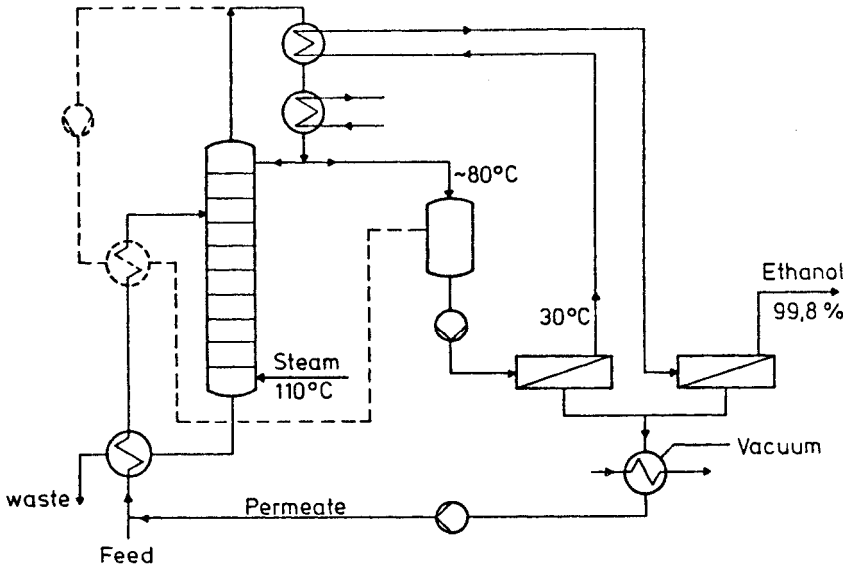 ~80°C
Ethanol
99,8 %
30°C
Steam
110°C
Vacuum
waste
Permeate
Feed